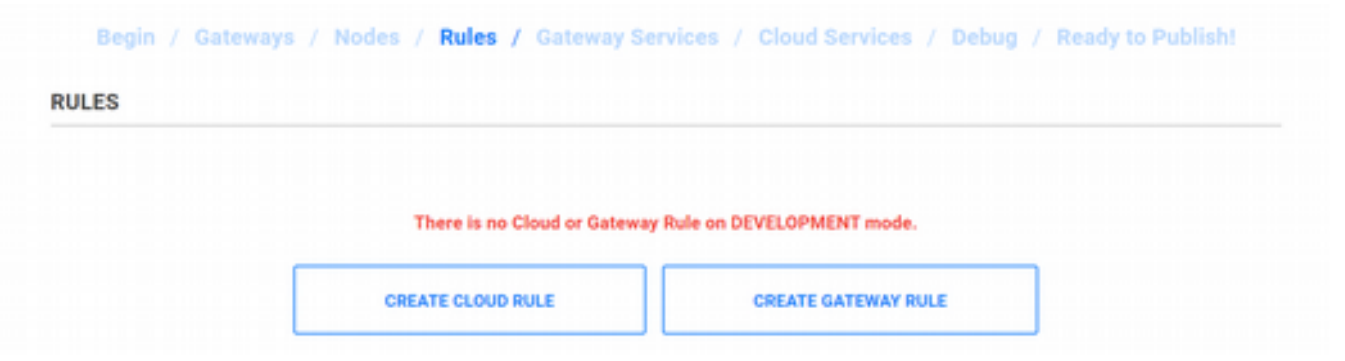 Begin / Gateways / Nodes / Rules / Gateway Services / Cloud Services / Debug / Ready to Publish!
RULES
There is no Cloud or Gateway Rule on DEVELOPMENT mode.
CREATE CLOUD RULE CREATE GATEWAY RULE